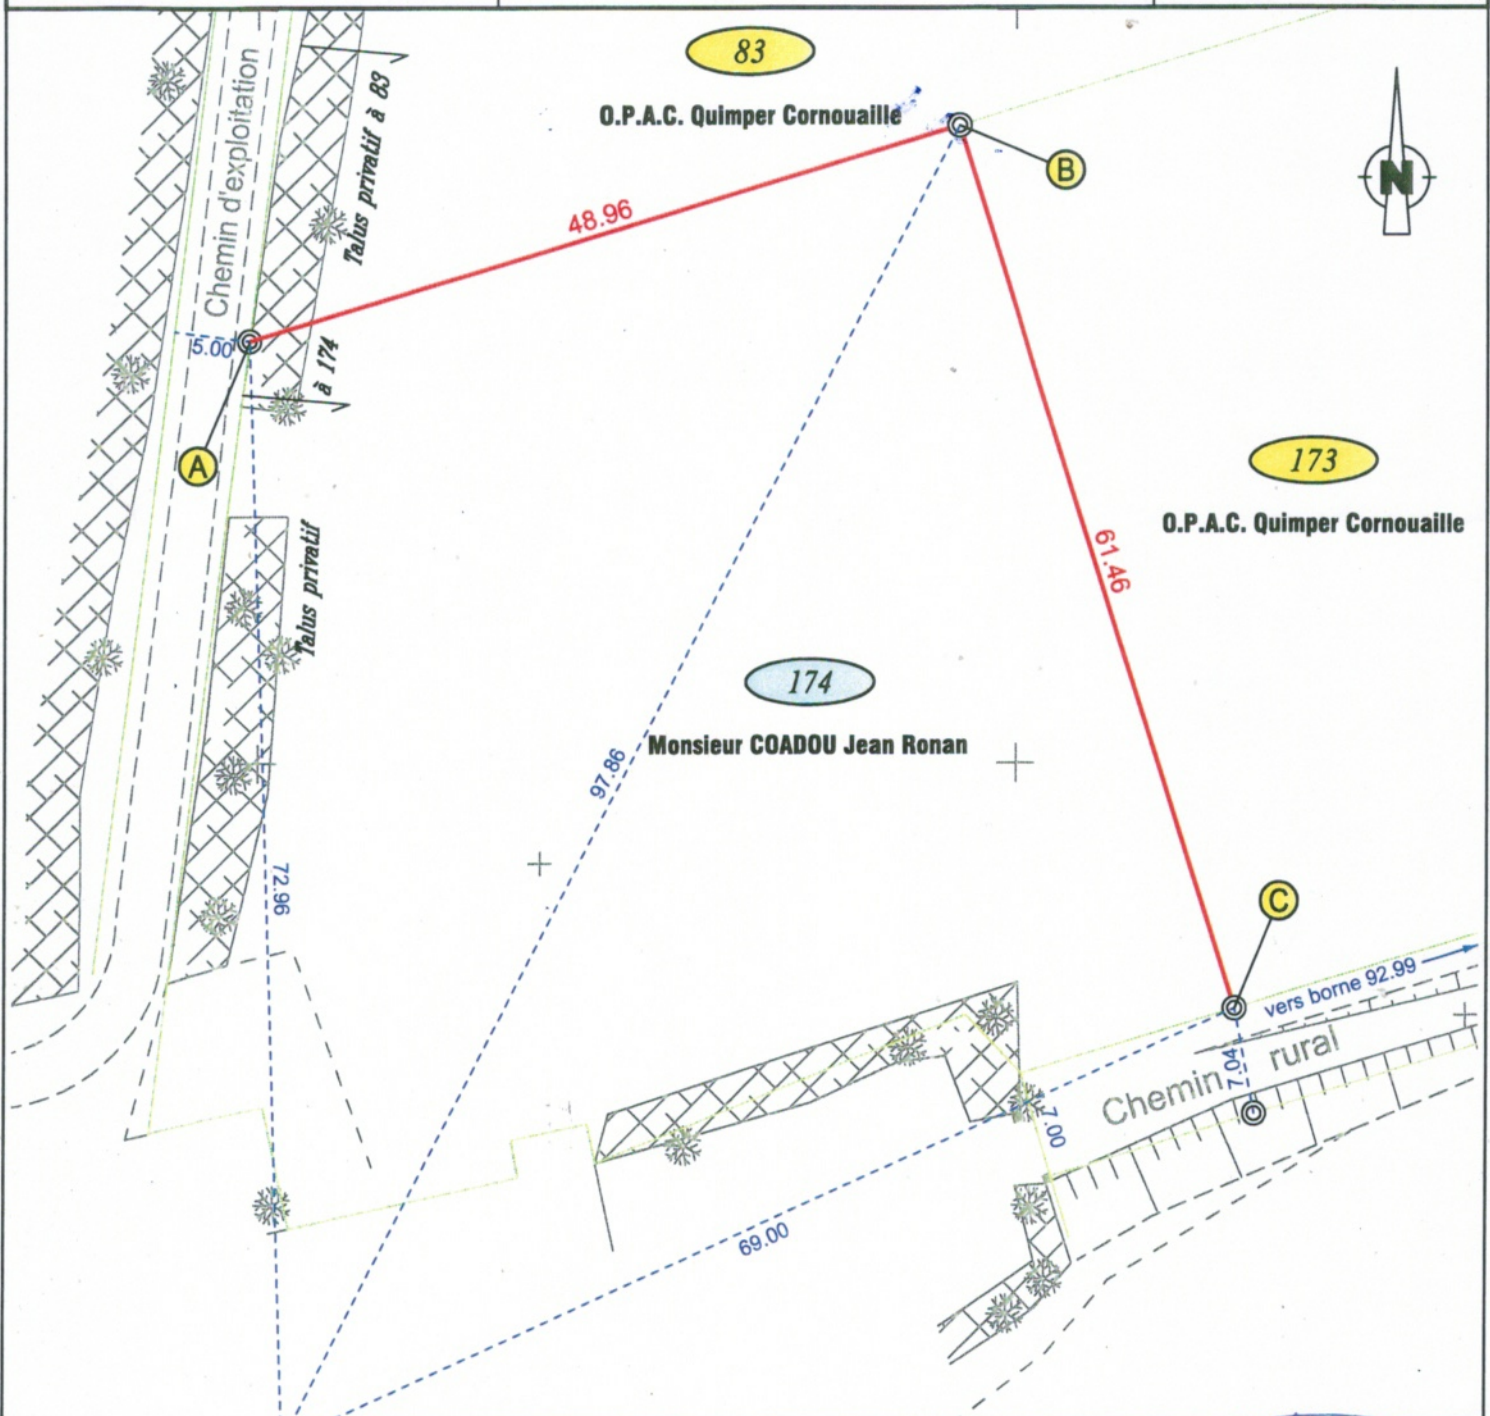 83
O.P.A.C. Quimper Cornouaille
Chemin d'exploitation
Talus privatif à 83
B
N
48.96
5.00
à 174
A
173
O.P.A.C. Quimper Cornouaille
61.46
Talus privatif
174
Monsieur COADOU Jean Ronan
97.86
72.96
C
vers borne 92.99
Chemin rural
7.04
7.00
69.00